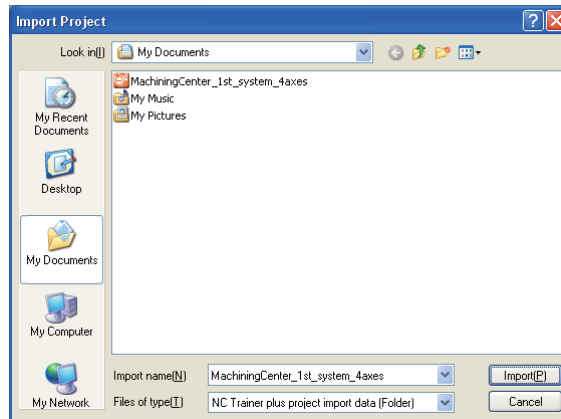 Import Project
Look in(I) My Documents
MachiningCenter_1st_system_4axes
My Music
My Pictures
My Recent
Documents
Desktop
My Documents
My Computer
My Network
Import name(N) MachiningCenter_1st_system_4axes Import(P)
Files of type(T) NC Trainer plus project import data (Folder) Cancel